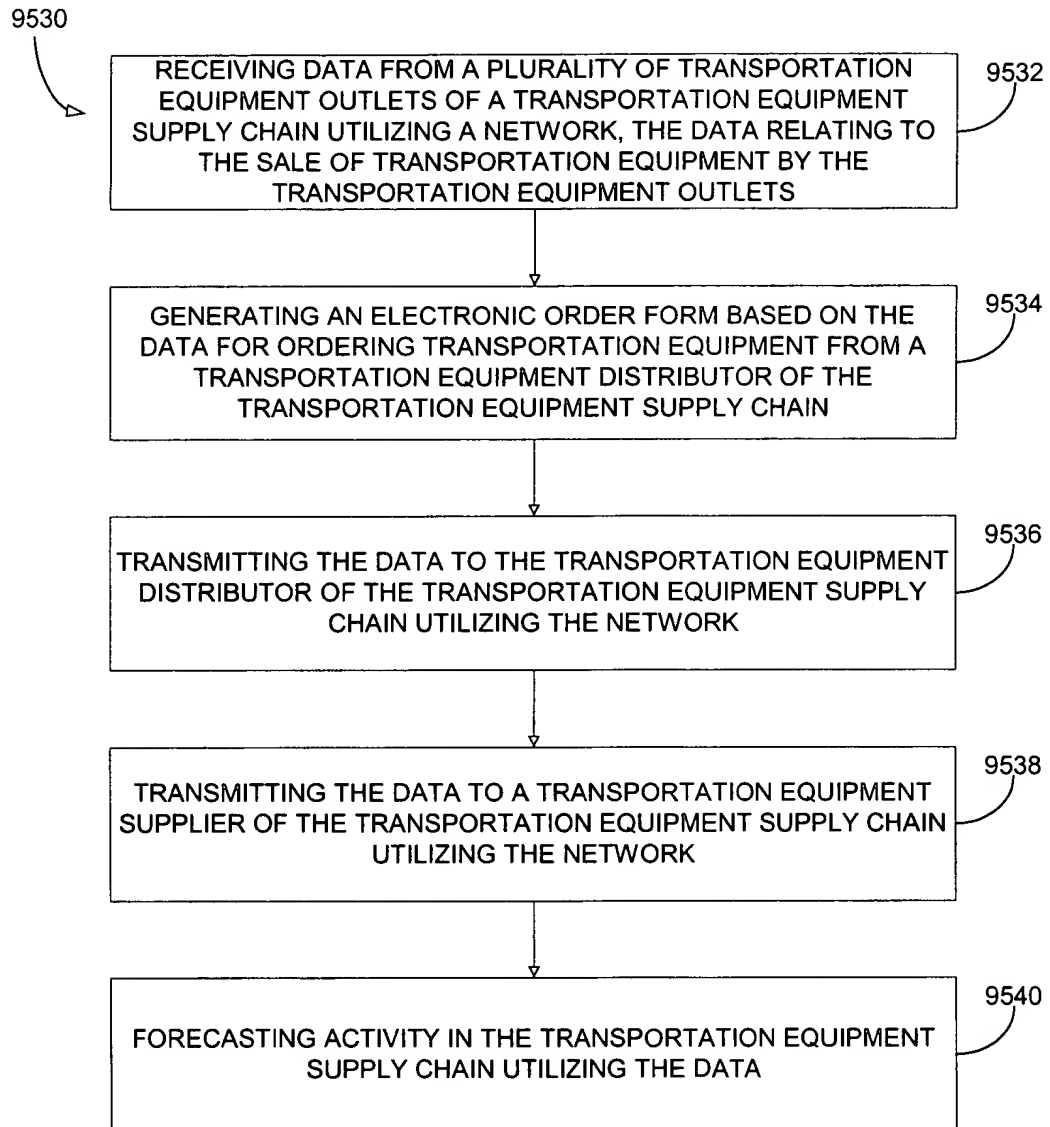 9530
RECEIVING DATA FROM A PLURALITY OF TRANSPORTATION
EQUIPMENT OUTLETS OF A TRANSPORTATION EQUIPMENT
SUPPLY CHAIN UTILIZING A NETWORK, THE DATA RELATING TO
THE SALE OF TRANSPORTATION EQUIPMENT BY THE
TRANSPORTATION EQUIPMENT OUTLETS
9532
GENERATING AN ELECTRONIC ORDER FORM BASED ON THE
DATA FOR ORDERING TRANSPORTATION EQUIPMENT FROM A
TRANSPORTATION EQUIPMENT DISTRIBUTOR OF THE
TRANSPORTATION EQUIPMENT SUPPLY CHAIN
9534
TRANSMITTING THE DATA TO THE TRANSPORTATION EQUIPMENT
DISTRIBUTOR OF THE TRANSPORTATION EQUIPMENT SUPPLY
CHAIN UTILIZING THE NETWORK
9536
TRANSMITTING THE DATA TO A TRANSPORTATION EQUIPMENT
SUPPLIER OF THE TRANSPORTATION EQUIPMENT SUPPLY CHAIN
UTILIZING THE NETWORK
9538
FORECASTING ACTIVITY IN THE TRANSPORTATION EQUIPMENT
SUPPLY CHAIN UTILIZING THE DATA
9540